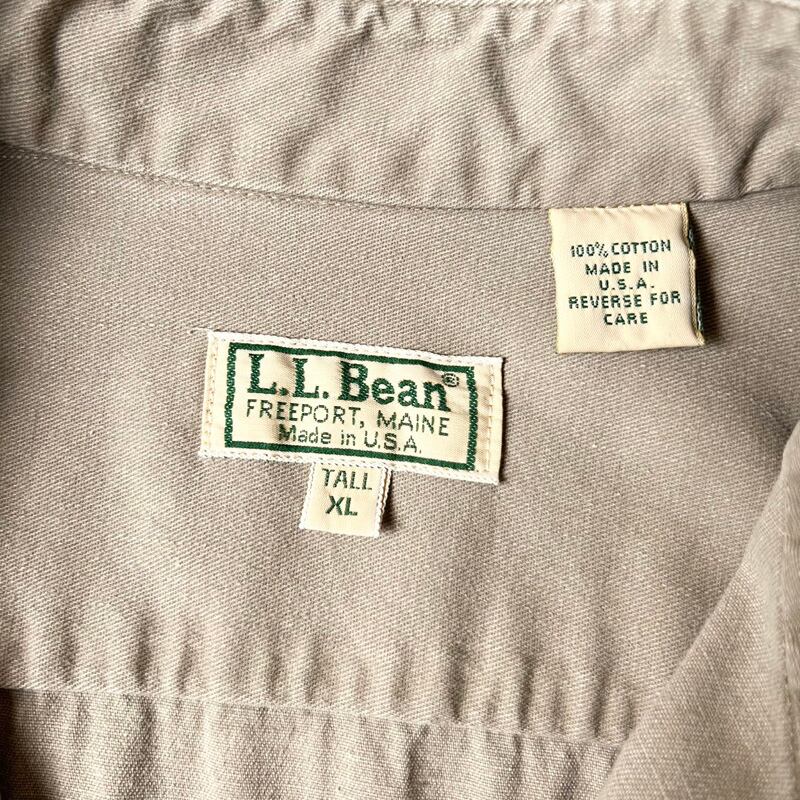 L.L.Bean®
FREEPORT, MAINE
Made in U.S.A.
TALL
XL
100% COTTON
MADE IN
U.S.A.
REVERSE FOR
CARE